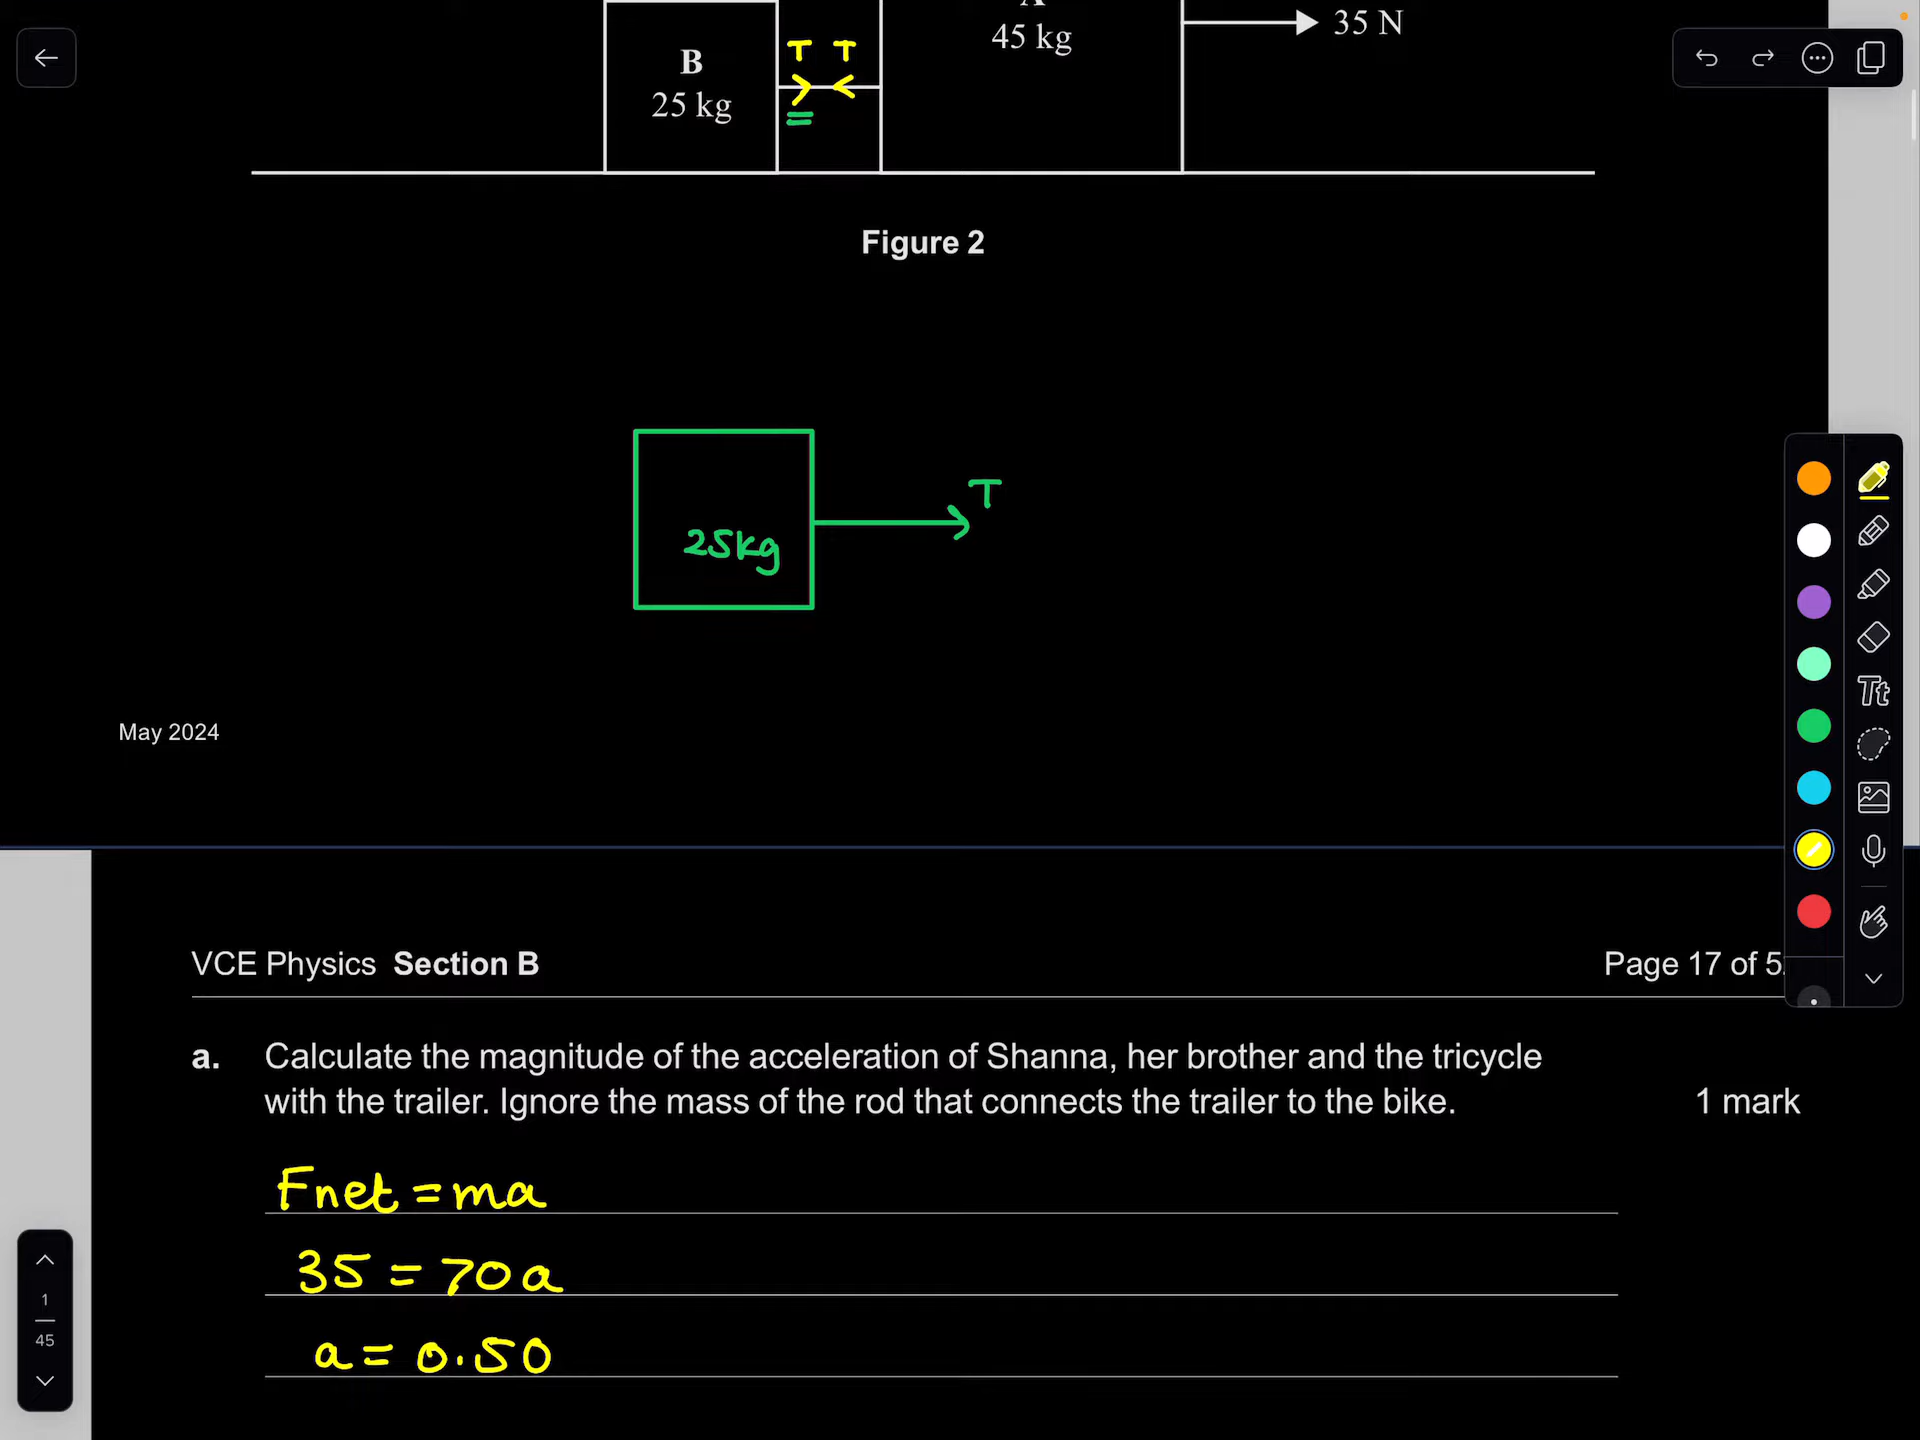 45 kg
35 N
B
25 kg
T T
Figure 2
T
25kg
May 2024
Tt
VCE Physics Section B
Page 17 of 5
a. Calculate the magnitude of the acceleration of Shanna, her brother and the tricycle
with the trailer. Ignore the mass of the rod that connects the trailer to the bike.
1 mark
Fnet = ma
35 = 70a
a = 0.50
1
45